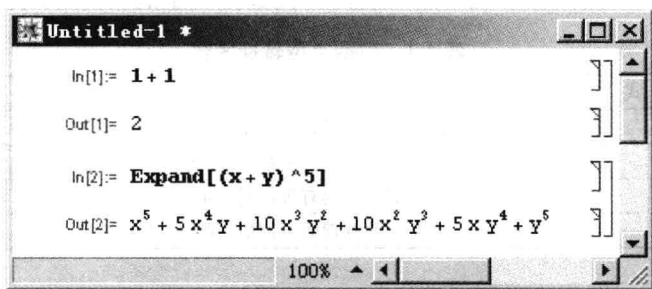 Untitled-1 *
In[1]:= 1 + 1
Out[1]= 2
In[2]:= Expand[(x + y)^5]
Out[2]= x⁵ + 5 x⁴ y + 10 x³ y² + 10 x² y³ + 5 x y⁴ + y⁵
100%